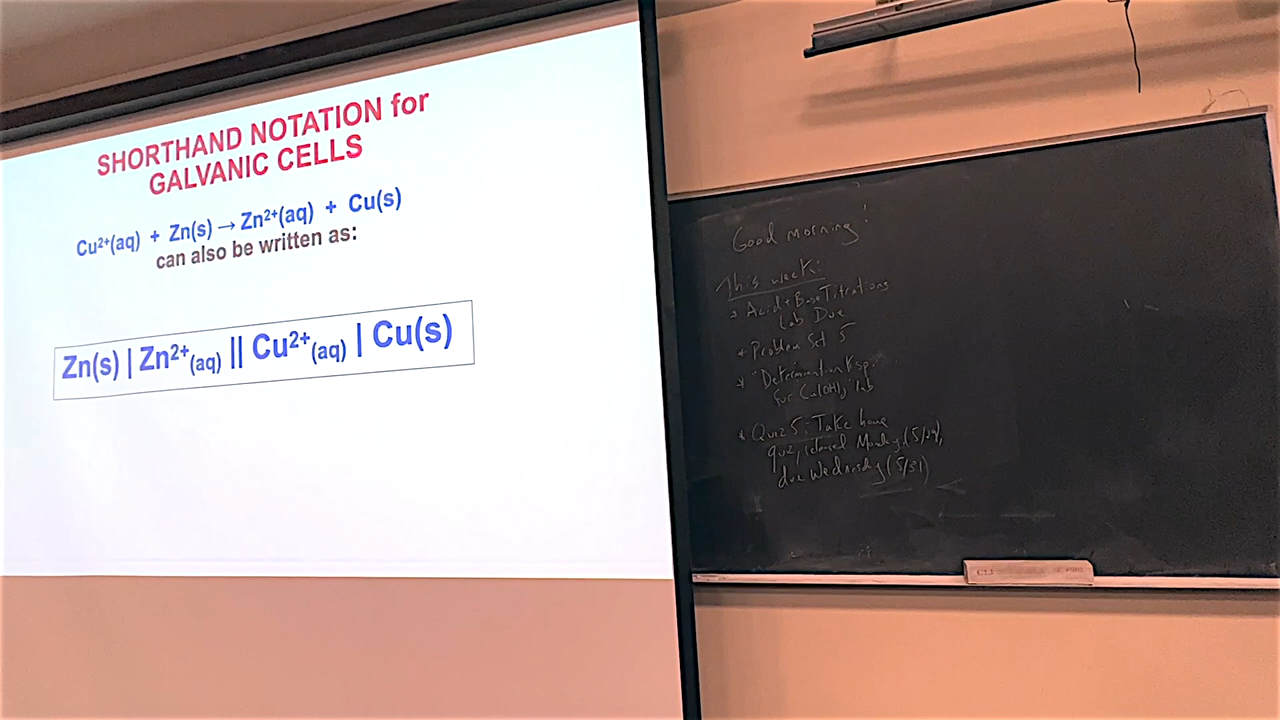 SHORTHAND NOTATION for
GALVANIC CELLS
Cu²⁺(aq) + Zn(s) → Zn²⁺(aq) + Cu(s)
can also be written as:
Zn(s) | Zn²⁺(aq) || Cu²⁺(aq) | Cu(s)
Good morning!
This week:
* Acid + Base Titrations
Lab Due
* Problem Set 5
* "Determination Ksp
for Ca(OH)₂" lab
* Quiz 5: Take home
quiz, released Monday (5/29),
due Wednesday (5/31)